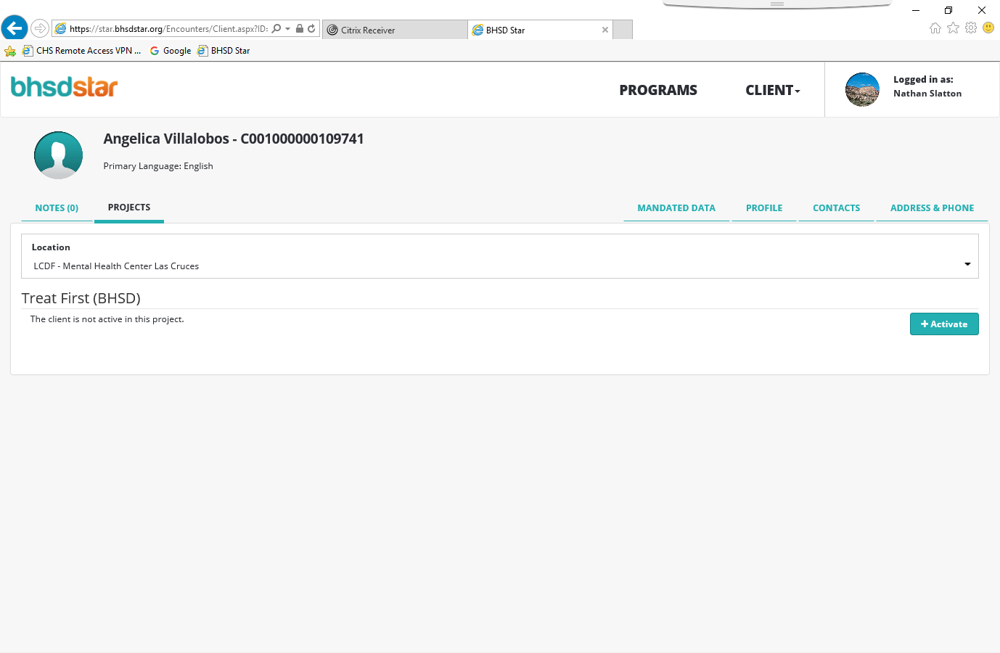 https://star.bhsdstar.org/Encounters/Client.aspx?ID=
Citrix Receiver
BHSD Star
CHS Remote Access VPN ...
Google
BHSD Star
bhsdstar
PROGRAMS
CLIENT
Logged in as:
Nathan Slatton
Angelica Villalobos - C001000000109741
Primary Language: English
NOTES (0)
PROJECTS
MANDATED DATA
PROFILE
CONTACTS
ADDRESS & PHONE
Location
LCDF - Mental Health Center Las Cruces
Treat First (BHSD)
The client is not active in this project.
+ Activate